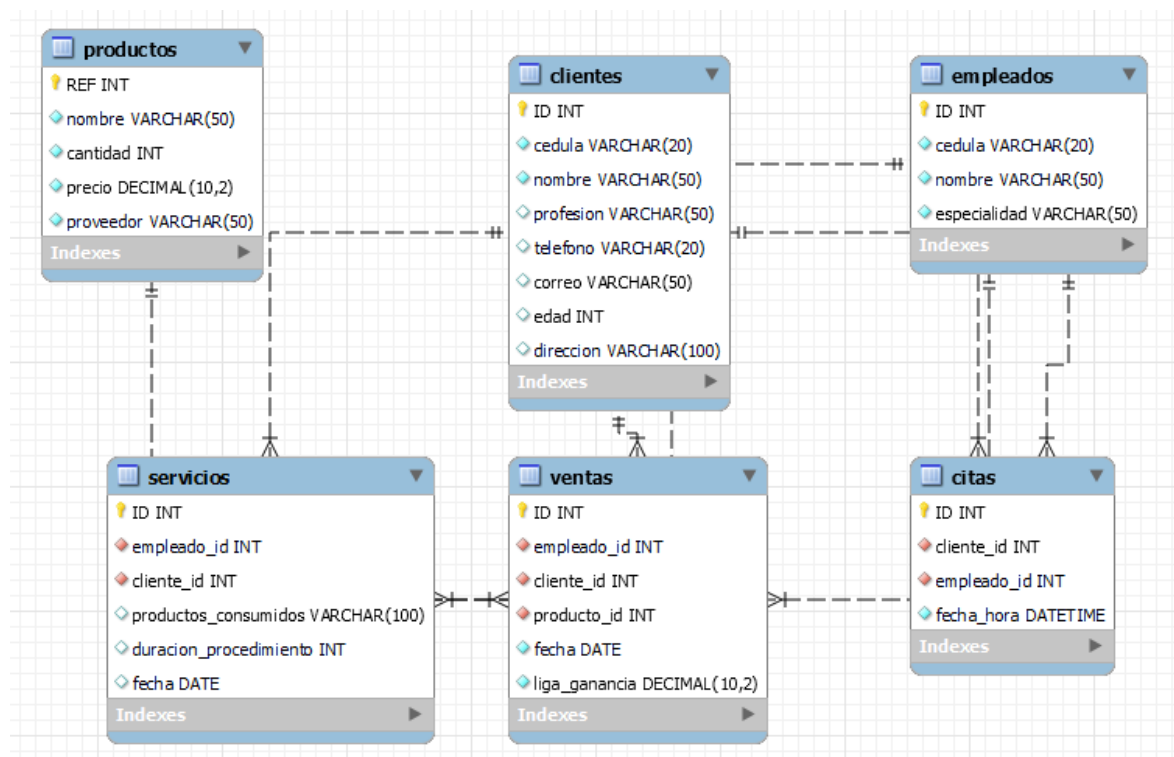 productos
REF INT
nombre VARCHAR(50)
cantidad INT
precio DECIMAL(10,2)
proveedor VARCHAR(50)
Indexes
clientes
ID INT
cedula VARCHAR(20)
nombre VARCHAR(50)
profesion VARCHAR(50)
telefono VARCHAR(20)
correo VARCHAR(50)
edad INT
direccion VARCHAR(100)
Indexes
empleados
ID INT
cedula VARCHAR(20)
nombre VARCHAR(50)
especialidad VARCHAR(50)
Indexes
servicios
ID INT
empleado_id INT
cliente_id INT
productos_consumidos VARCHAR(100)
duracion_procedimiento INT
fecha DATE
Indexes
ventas
ID INT
empleado_id INT
cliente_id INT
producto_id INT
fecha DATE
liga_ganancia DECIMAL(10,2)
Indexes
citas
ID INT
cliente_id INT
empleado_id INT
fecha_hora DATETIME
Indexes